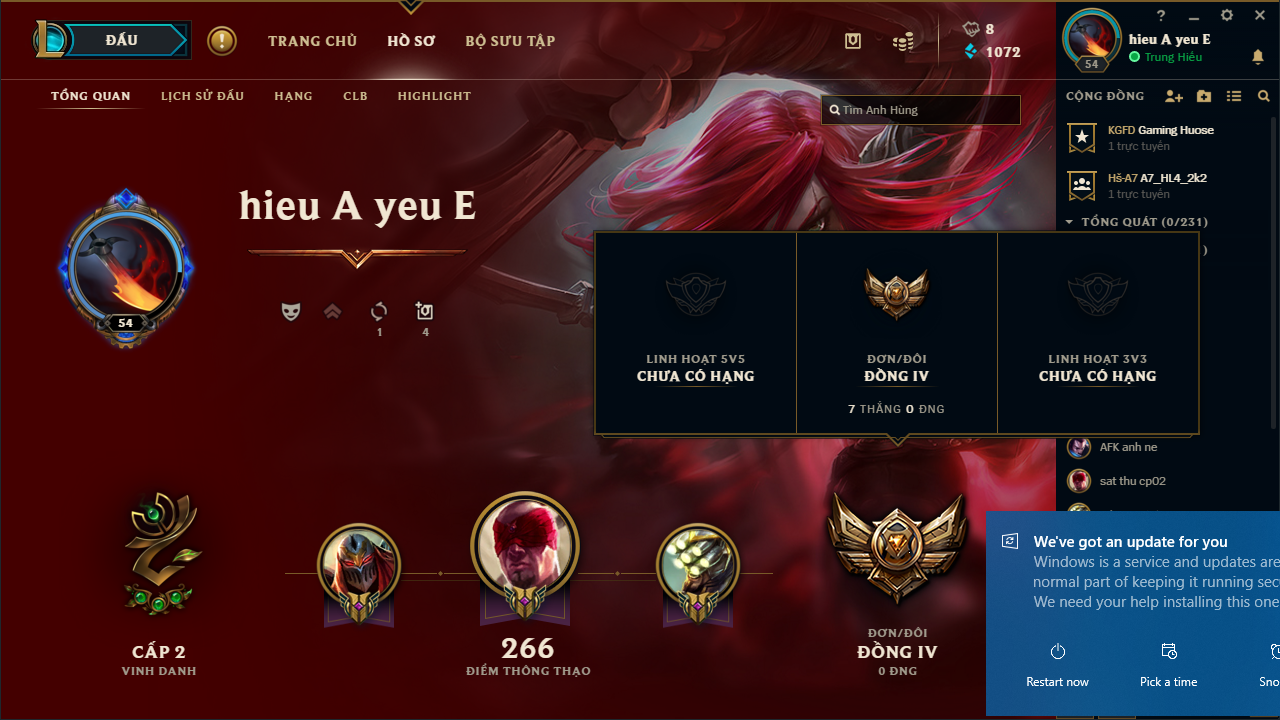 ĐẤU
TRANG CHỦ
HỒ SƠ
BỘ SƯU TẬP
8
1072
?
hieu A yeu E
54
Trung Hiếu
TỔNG QUAN
LỊCH SỬ ĐẤU
HẠNG
CLB
HIGHLIGHT
Tìm Anh Hùng
CỘNG ĐỒNG
KGFD Gaming Huose
1 trực tuyến
Hš-A7 A7_HL4_2k2
1 trực tuyến
TỔNG QUÁT (0/231)
)
hieu A yeu E
54
1
4
LINH HOẠT 5V5
CHƯA CÓ HẠNG
ĐƠN/ĐÔI
ĐỒNG IV
7 THẮNG 0 ĐNG
LINH HOẠT 3V3
CHƯA CÓ HẠNG
AFK anh ne
sat thu cp02
CẤP 2
VINH DANH
266
ĐIỂM THÔNG THẠO
ĐƠN/ĐÔI
ĐỒNG IV
0 ĐNG
We've got an update for you
Windows is a service and updates are
normal part of keeping it running sec
We need your help installing this one
Restart now
Pick a time
Sno